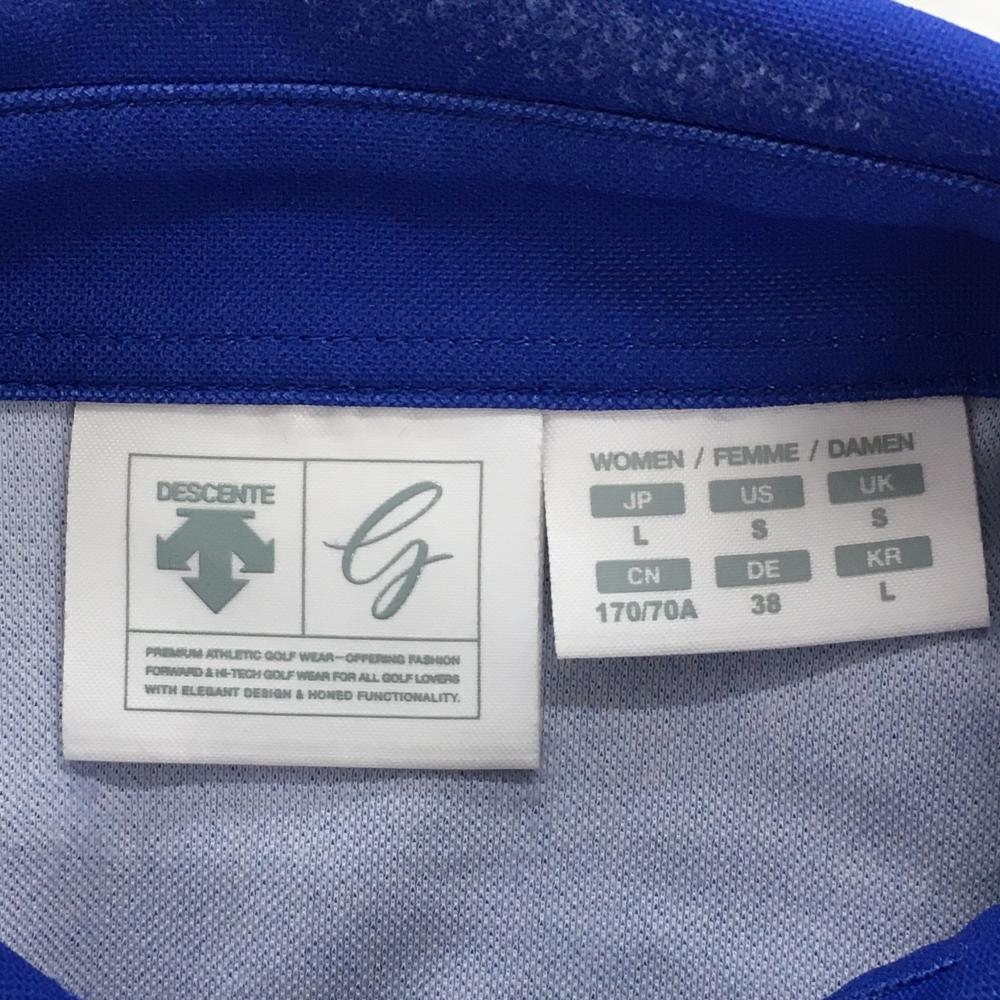 DESCENTE
G
PREMIUM ATHLETIC GOLF WEAR—OFFERING FASHION
FORWARD & HI-TECH GOLF WEAR FOR ALL GOLF LOVERS
WITH ELEGANT DESIGN & HONED FUNCTIONALITY.
WOMEN / FEMME / DAMEN
JP US UK
L S S
CN DE KR
170/70A 38 L